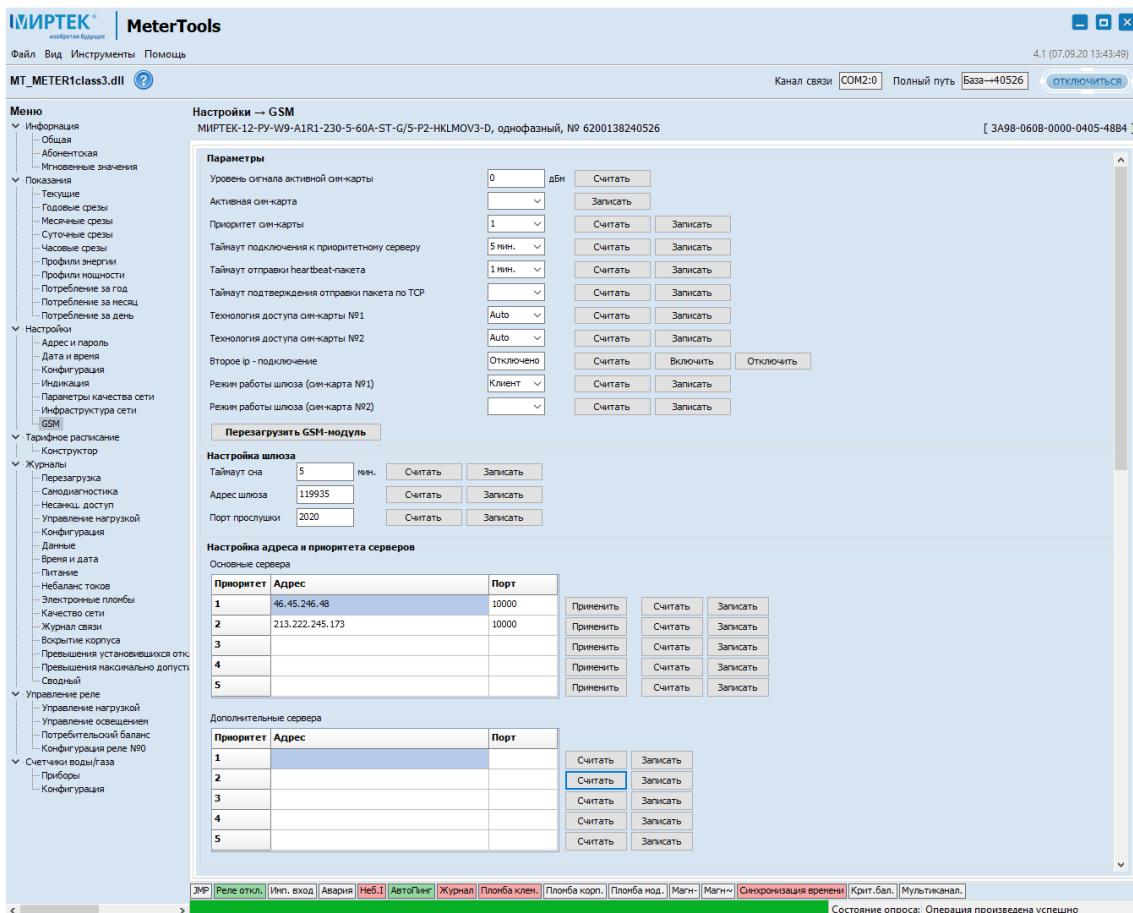 МИРТЕК®
изобретая будущее
MeterTools
Файл Вид Инструменты Помощь
4.1 (07.09.20 13:43:49)
MT_METER1class3.dll ?
Канал связи COM2:0 Полный путь База→40526 ОТКЛЮЧИТЬСЯ
Меню
Информация
Общая
Абонентская
Мгновенные значения
Показания
Текущие
Годовые срезы
Месячные срезы
Суточные срезы
Часовые срезы
Профили энергии
Профили мощности
Потребление за год
Потребление за месяц
Потребление за день
Настройки
Адрес и пароль
Дата и время
Конфигурация
Индикация
Параметры качества сети
Инфраструктура сети
GSM
Тарифное расписание
Конструктор
Журналы
Перезагрузка
Самодиагностика
Несанкц. доступ
Управление нагрузкой
Конфигурация
Данные
Время и дата
Питание
Небаланс токов
Электронные пломбы
Качество сети
Журнал связи
Вскрытие корпуса
Превышения установившихся отк
Превышения максимально допуст
Сводный
Управление реле
Управление нагрузкой
Управление освещением
Потребительский баланс
Конфигурация реле №0
Счетчики воды/газа
Приборы
Конфигурация
Настройки → GSM
МИРТЕК-12-РУ-W9-A1R1-230-5-60A-ST-G/5-P2-HKLMOV3-D, однофазный, № 6200138240526 [ 3A98-060B-0000-0405-48B4 ]
Параметры
Уровень сигнала активной сим-карты 0 дБм Считать
Активная сим-карта Записать
Приоритет сим-карты 1 Считать Записать
Таймаут подключения к приоритетному серверу 5 мин. Считать Записать
Таймаут отправки heartbeat-пакета 1 мин. Считать Записать
Таймаут подтверждения отправки пакета по TCP Считать Записать
Технология доступа сим-карты №1 Auto Считать Записать
Технология доступа сим-карты №2 Auto Считать Записать
Второе ip - подключение Отключено Считать Включить Отключить
Режим работы шлюза (сим-карта №1) Клиент Считать Записать
Режим работы шлюза (сим-карта №2) Считать Записать
Перезагрузить GSM-модуль
Настройка шлюза
Таймаут сна 5 мин. Считать Записать
Адрес шлюза 119935 Считать Записать
Порт прослушки 2020 Считать Записать
Настройка адреса и приоритета серверов
Основные сервера
Приоритет Адрес Порт
1 46.45.246.48 10000 Применить Считать Записать
2 213.222.245.173 10000 Применить Считать Записать
3 Применить Считать Записать
4 Применить Считать Записать
5 Применить Считать Записать
Дополнительные сервера
Приоритет Адрес Порт
1 Считать Записать
2 Считать Записать
3 Считать Записать
4 Считать Записать
5 Считать Записать
JMP Реле откл. Имп. вход Авария Неб.I АвтоПинг Журнал Пломба клем. Пломба корп. Пломба мод. Магн- Магн~ Синхронизация времени Крит.бал. Мультиканал.
Состояние опроса: Операция произведена успешно